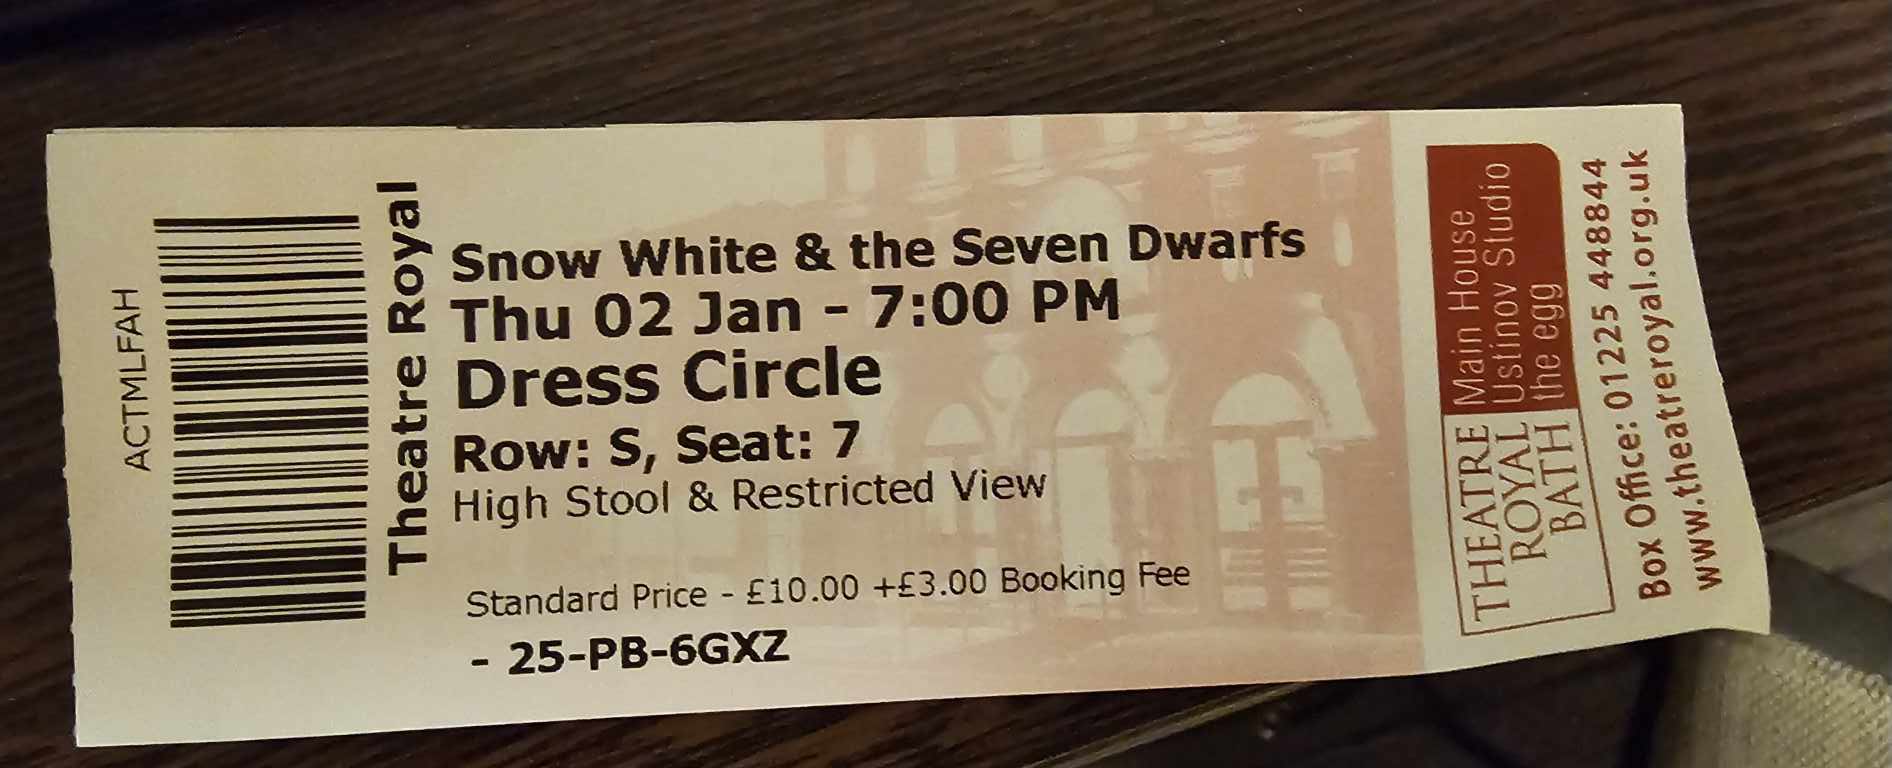 ACTMLFAH
Theatre Royal
Snow White & the Seven Dwarfs
Thu 02 Jan - 7:00 PM
Dress Circle
Row: S, Seat: 7
High Stool & Restricted View
Standard Price - £10.00 +£3.00 Booking Fee
- 25-PB-6GXZ
THEATRE
ROYAL
BATH
Main House
Ustinov Studio
the egg
Box Office: 01225 448844
www.theatreroyal.org.uk